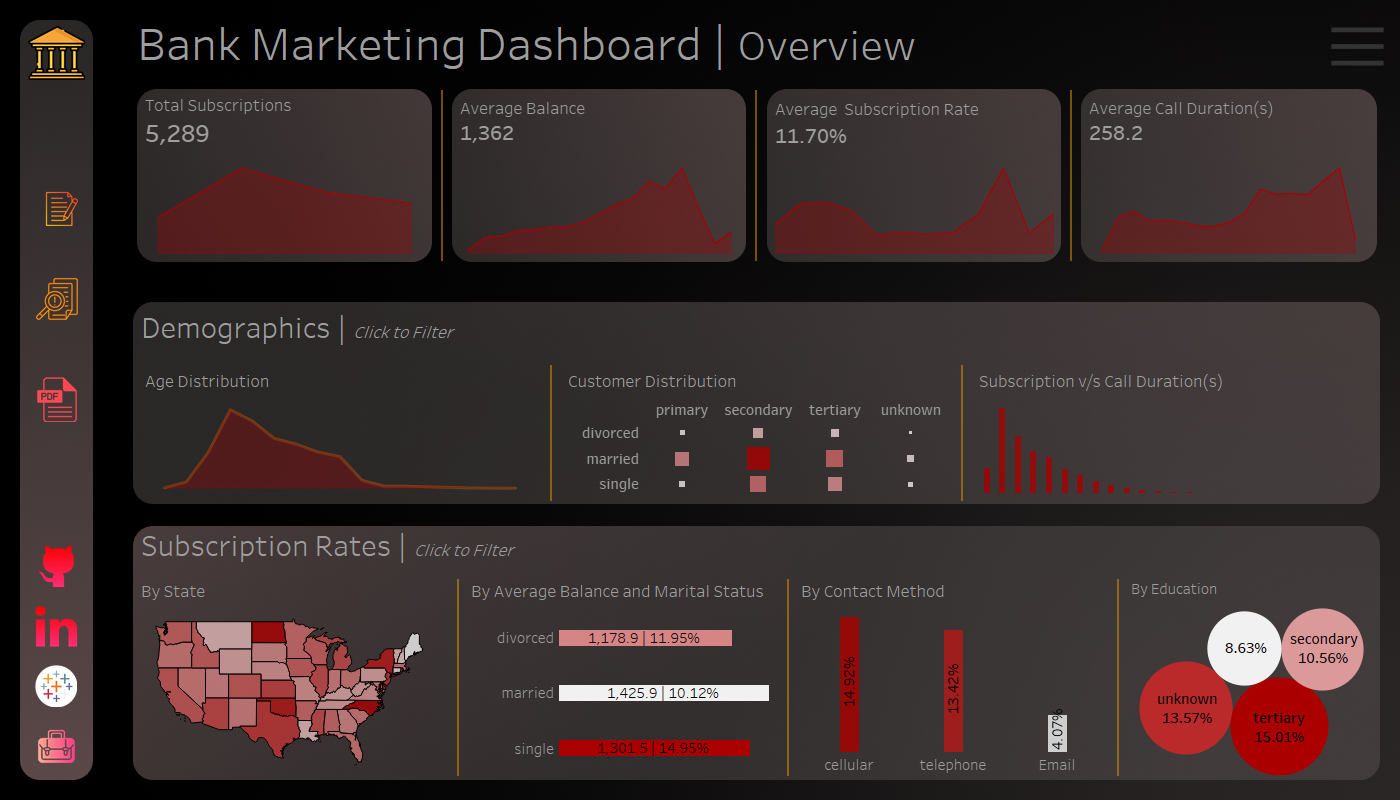 Bank Marketing Dashboard | Overview
Total Subscriptions
5,289
Average Balance
1,362
Average Subscription Rate
11.70%
Average Call Duration(s)
258.2
PDF
Demographics | Click to Filter
Age Distribution
Customer Distribution
primary secondary tertiary unknown
divorced
married
single
Subscription v/s Call Duration(s)
Subscription Rates | Click to Filter
By State
By Average Balance and Marital Status
divorced 1,178.9 | 11.95%
married 1,425.9 | 10.12%
single 1,301.5 | 14.95%
By Contact Method
14.92%
13.42%
4.07%
cellular telephone Email
By Education
8.63%
secondary
10.56%
unknown
13.57%
tertiary
15.01%
in